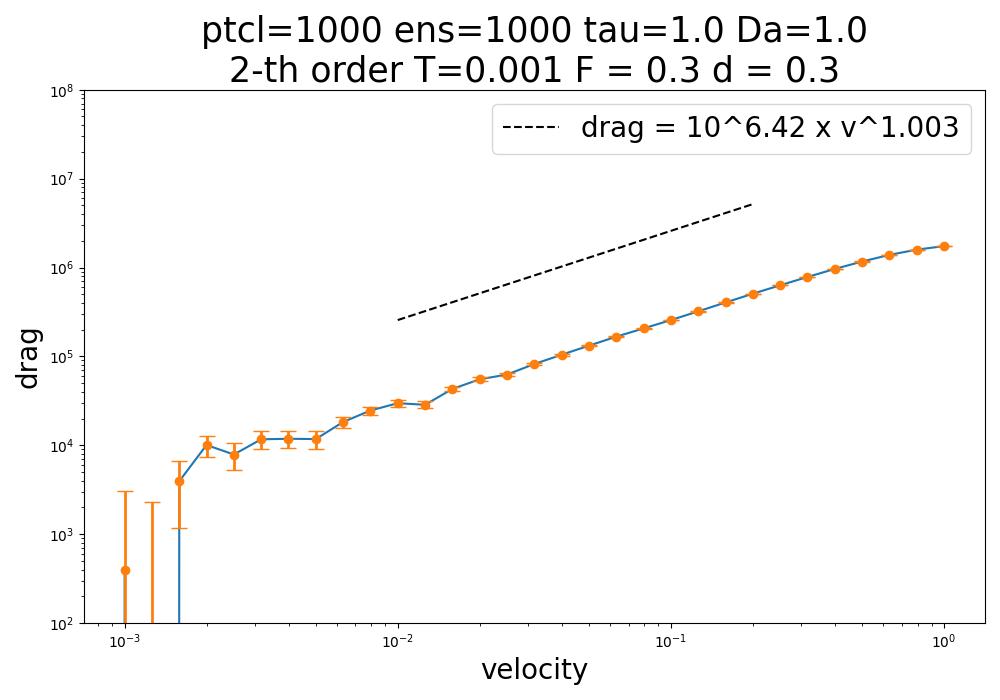 ptcl=1000 ens=1000 tau=1.0 Da=1.0
2-th order T=0.001 F = 0.3 d = 0.3
drag = 10^6.42 x v^1.003
drag
10^8
10^7
10^6
10^5
10^4
10^3
10^2
10^-3 10^-2 10^-1 10^0
velocity